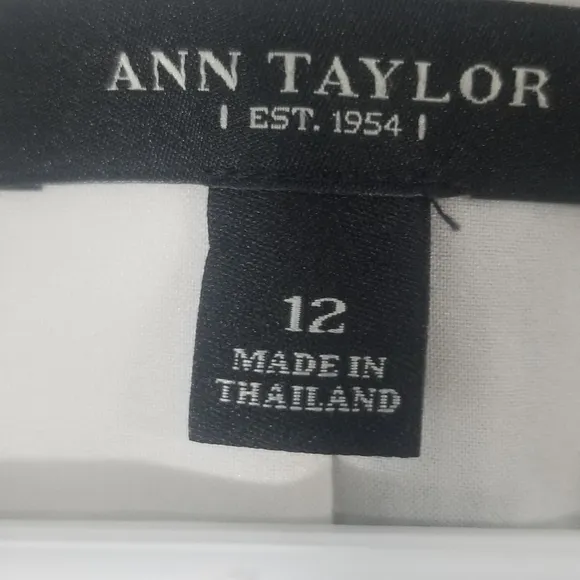 ANN TAYLOR
| EST. 1954 |
12
MADE IN
THAILAND